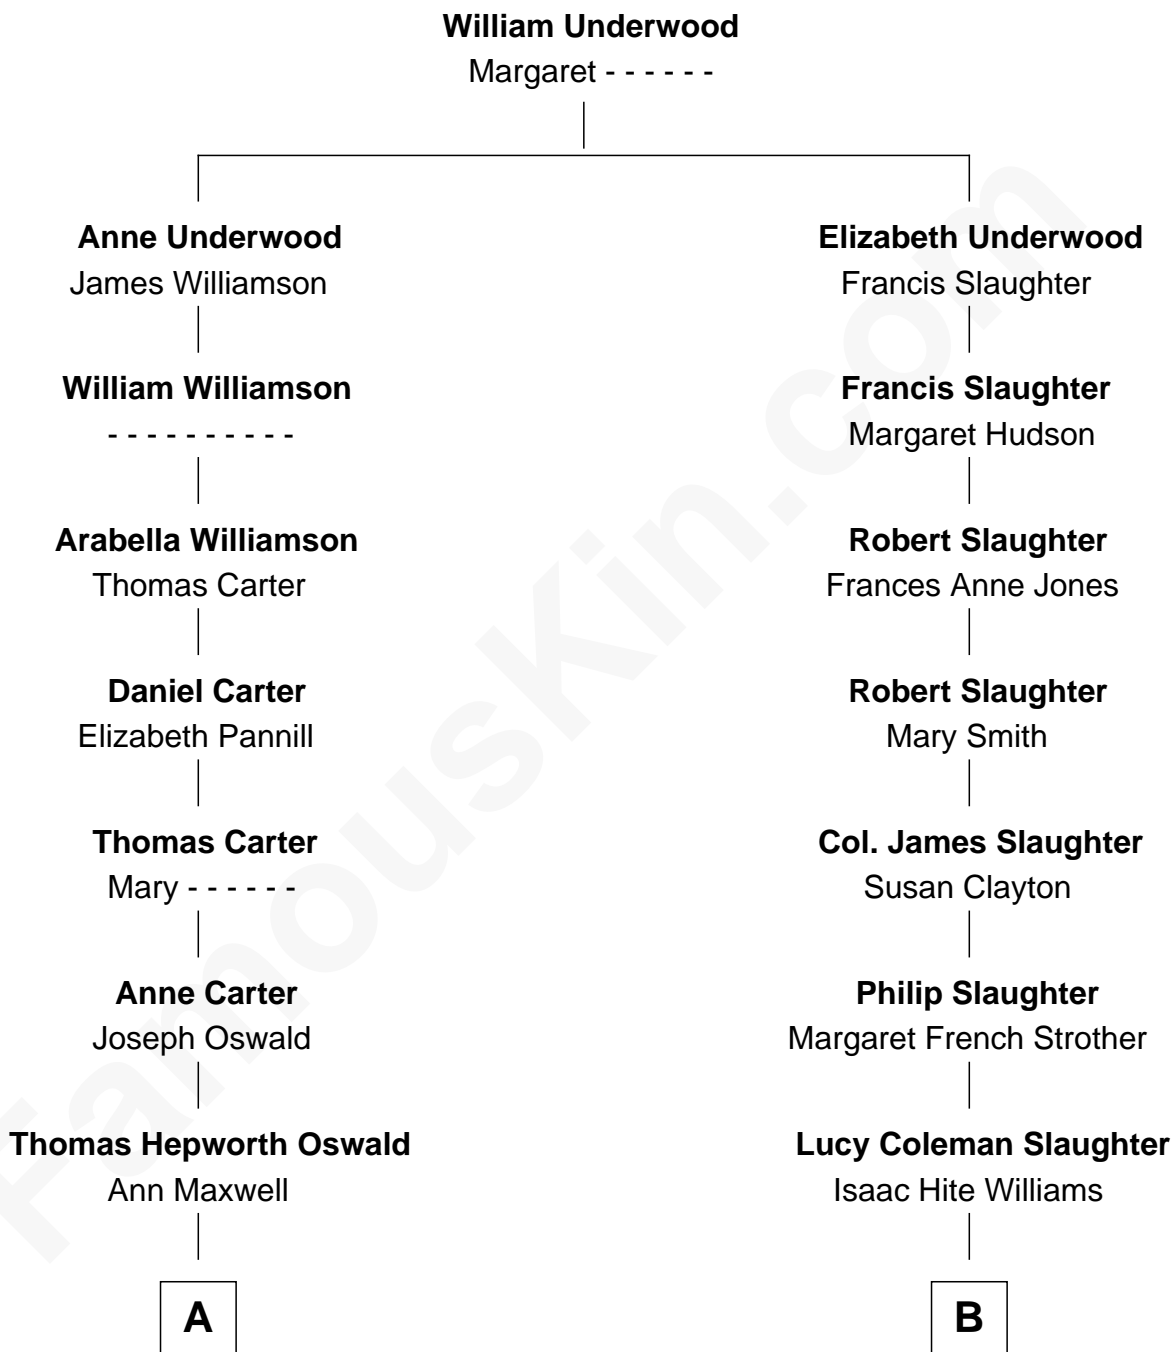 William Underwood
Margaret - - - - - -
Anne Underwood
James Williamson
William Williamson
- - - - - - - - - -
Arabella Williamson
Thomas Carter
Daniel Carter
Elizabeth Pannill
Thomas Carter
Mary - - - - - -
Anne Carter
Joseph Oswald
Thomas Hepworth Oswald
Ann Maxwell
A
Elizabeth Underwood
Francis Slaughter
Francis Slaughter
Margaret Hudson
Robert Slaughter
Frances Anne Jones
Robert Slaughter
Mary Smith
Col. James Slaughter
Susan Clayton
Philip Slaughter
Margaret French Strother
Lucy Coleman Slaughter
Isaac Hite Williams
B
FamousKin.com